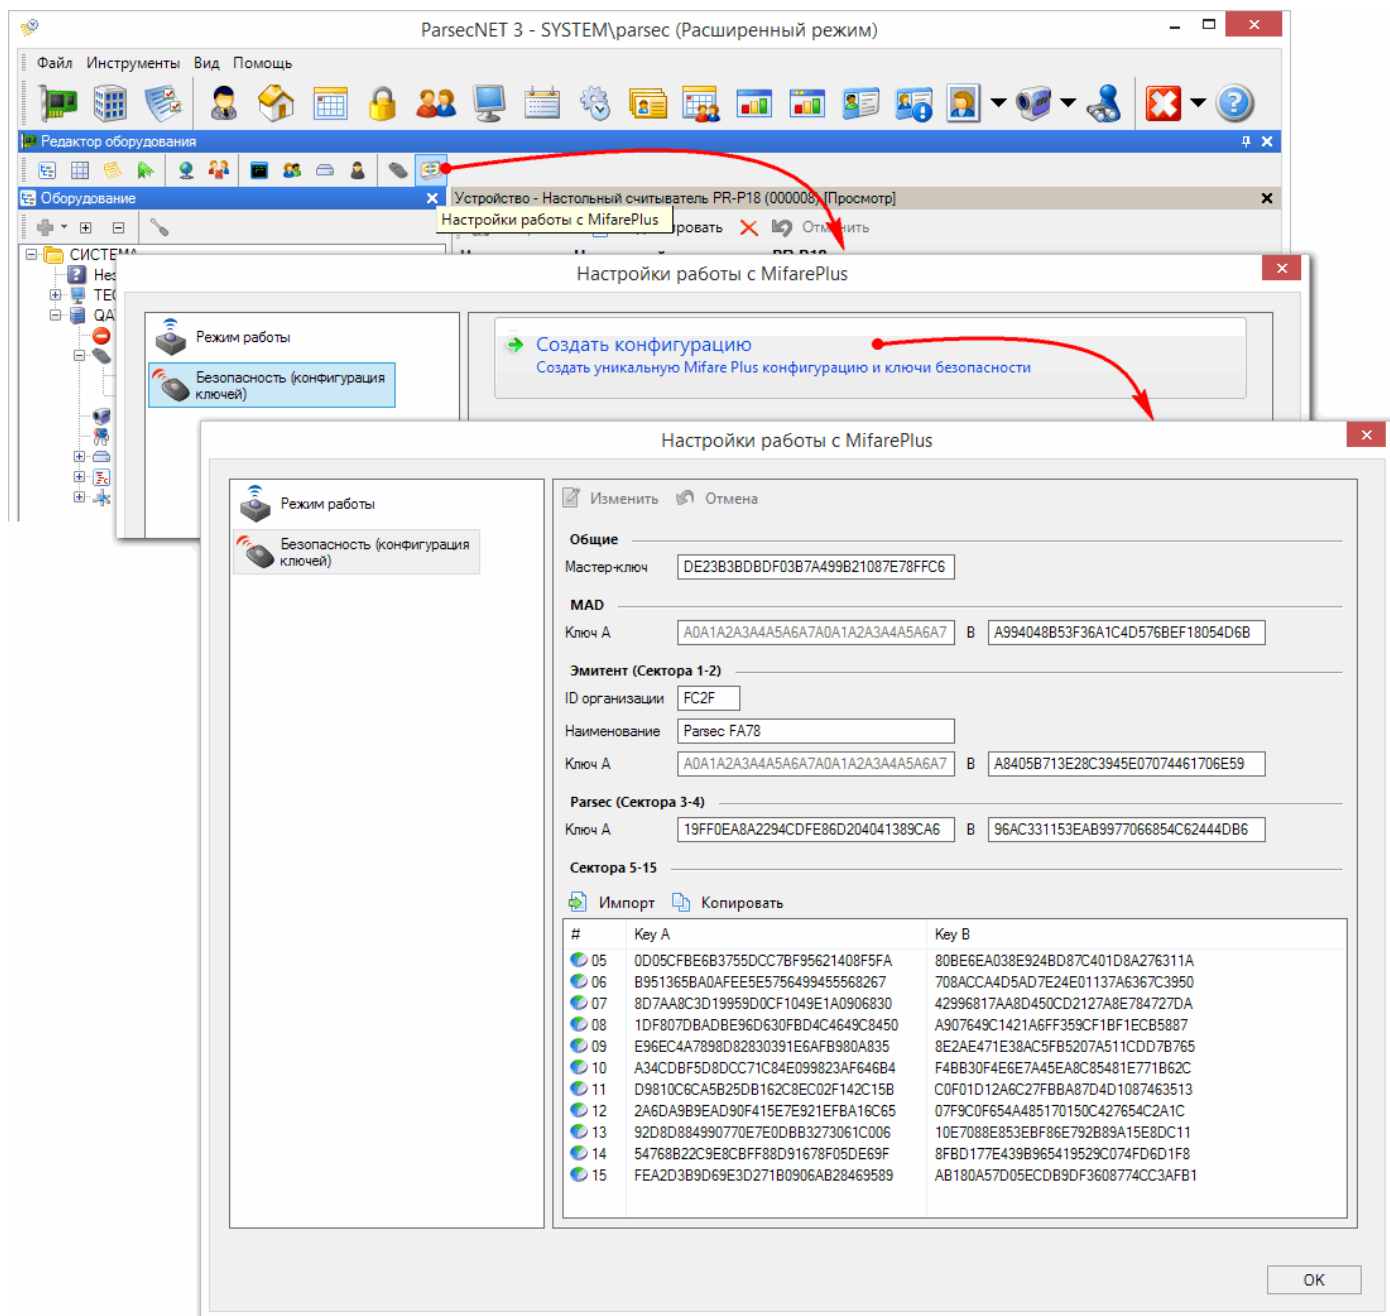 ParsecNET 3 - SYSTEM\parsec (Расширенный режим)
Файл Инструменты Вид Помощь
Редактор оборудования
Оборудование
Устройство - Настольный считыватель PR-P18 (000008) [Просмотр]
Настройки работы с MifarePlus
ровать Отменить
СИСТЕМА
Нез
TEC
QA
Настройки работы с MifarePlus
Режим работы
Безопасность (конфигурация
ключей)
Создать конфигурацию
Создать уникальную Mifare Plus конфигурацию и ключи безопасности
Настройки работы с MifarePlus
Режим работы
Безопасность (конфигурация
ключей)
Изменить Отмена
Общие
Мастер-ключ DE23B3BDBDF03B7A499B21087E78FFC6
MAD
Ключ A A0A1A2A3A4A5A6A7A0A1A2A3A4A5A6A7 B A994048B53F36A1C4D576BEF18054D6B
Эмитент (Сектора 1-2)
ID организации FC2F
Наименование Parsec FA78
Ключ A A0A1A2A3A4A5A6A7A0A1A2A3A4A5A6A7 B A8405B713E28C3945E07074461706E59
Parsec (Сектора 3-4)
Ключ A 19FF0EA8A2294CDFE86D204041389CA6 B 96AC331153EAB9977066854C62444DB6
Сектора 5-15
Импорт Копировать
# Key A Key B
05 0D05CFBE6B3755DCC7BF95621408F5FA 80BE6EA038E924BD87C401D8A276311A
06 B951365BA0AFEE5E5756499455568267 708ACCA4D5AD7E24E01137A6367C3950
07 8D7AA8C3D19959D0CF1049E1A0906830 42996817AA8D450CD2127A8E784727DA
08 1DF807DBADBE96D630FBD4C4649C8450 A907649C1421A6FF359CF1BF1ECB5887
09 E96EC4A7898D82830391E6AFB980A835 8E2AE471E38AC5FB5207A511CDD7B765
10 A34CDBF5D8DCC71C84E099823AF646B4 F4BB30F4E6E7A45EA8C85481E771B62C
11 D9810C6CA5B25DB162C8EC02F142C15B C0F01D12A6C27FBBA87D4D1087463513
12 2A6DA9B9EAD90F415E7E921EFBA16C65 07F9C0F654A485170150C427654C2A1C
13 92D8D884990770E7E0DBB3273061C006 10E7088E853EBF86E792B89A15E8DC11
14 54768B22C9E8CBFF88D91678F05DE69F 8FBD177E439B965419529C074FD6D1F8
15 FEA2D3B9D69E3D271B0906AB28469589 AB180A57D05ECDB9DF3608774CC3AFB1
OK